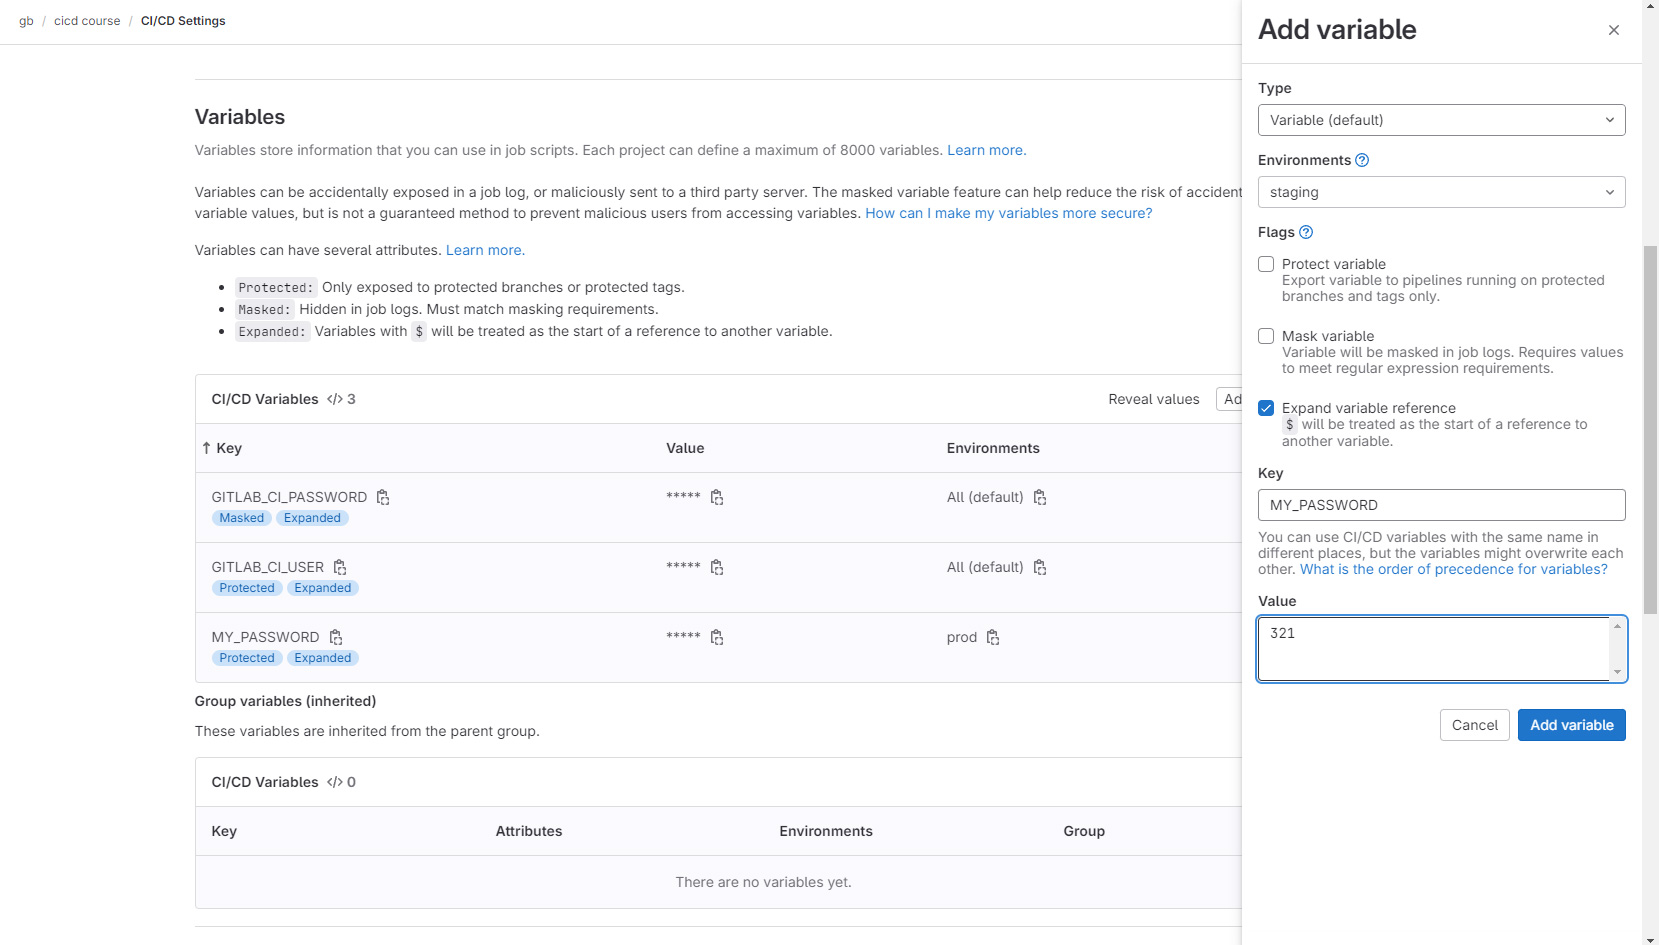 gb / cicd course / CI/CD Settings
Variables
Variables store information that you can use in job scripts. Each project can define a maximum of 8000 variables. Learn more.
Variables can be accidentally exposed in a job log, or maliciously sent to a third party server. The masked variable feature can help reduce the risk of accident
variable values, but is not a guaranteed method to prevent malicious users from accessing variables. How can I make my variables more secure?
Variables can have several attributes. Learn more.
Protected: Only exposed to protected branches or protected tags.
Masked: Hidden in job logs. Must match masking requirements.
Expanded: Variables with $ will be treated as the start of a reference to another variable.
CI/CD Variables </> 3 Reveal values Ad
↑ Key Value Environments
GITLAB_CI_PASSWORD ***** All (default)
Masked Expanded
GITLAB_CI_USER ***** All (default)
Protected Expanded
MY_PASSWORD ***** prod
Protected Expanded
Group variables (inherited)
These variables are inherited from the parent group.
CI/CD Variables </> 0
Key Attributes Environments Group
There are no variables yet.
Add variable
Type
Variable (default)
Environments
staging
Flags
Protect variable
Export variable to pipelines running on protected
branches and tags only.
Mask variable
Variable will be masked in job logs. Requires values
to meet regular expression requirements.
Expand variable reference
$ will be treated as the start of a reference to
another variable.
Key
MY_PASSWORD
You can use CI/CD variables with the same name in
different places, but the variables might overwrite each
other. What is the order of precedence for variables?
Value
321
Cancel Add variable